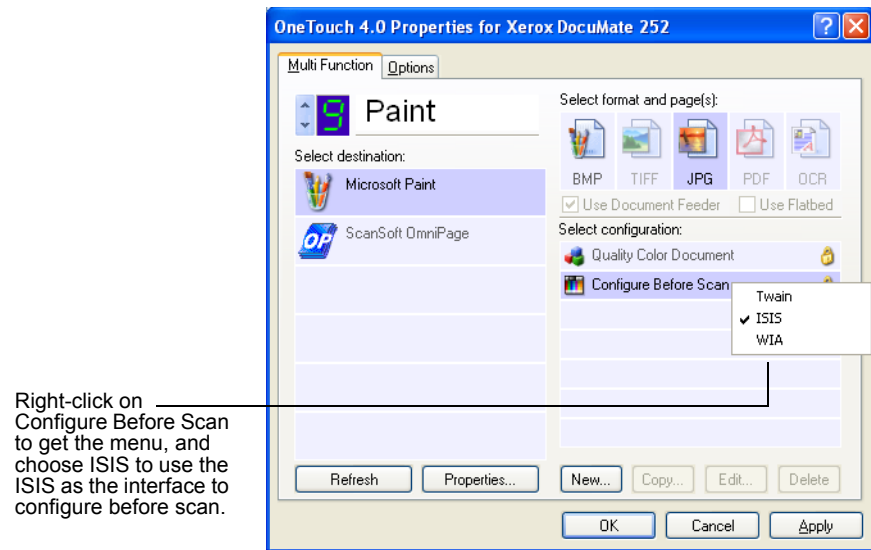 OneTouch 4.0 Properties for Xerox DocuMate 252
Multi Function
Options
9
Paint
Select destination:
Microsoft Paint
OP
ScanSoft OmniPage
Select format and page(s):
BMP TIFF JPG PDF OCR
Use Document Feeder
Use Flatbed
Select configuration:
Quality Color Document
Configure Before Scan
Twain
ISIS
WIA
Right-click on
Configure Before Scan
to get the menu, and
choose ISIS to use the
ISIS as the interface to
configure before scan.
Refresh
Properties...
New...
Copy...
Edit...
Delete
OK
Cancel
Apply